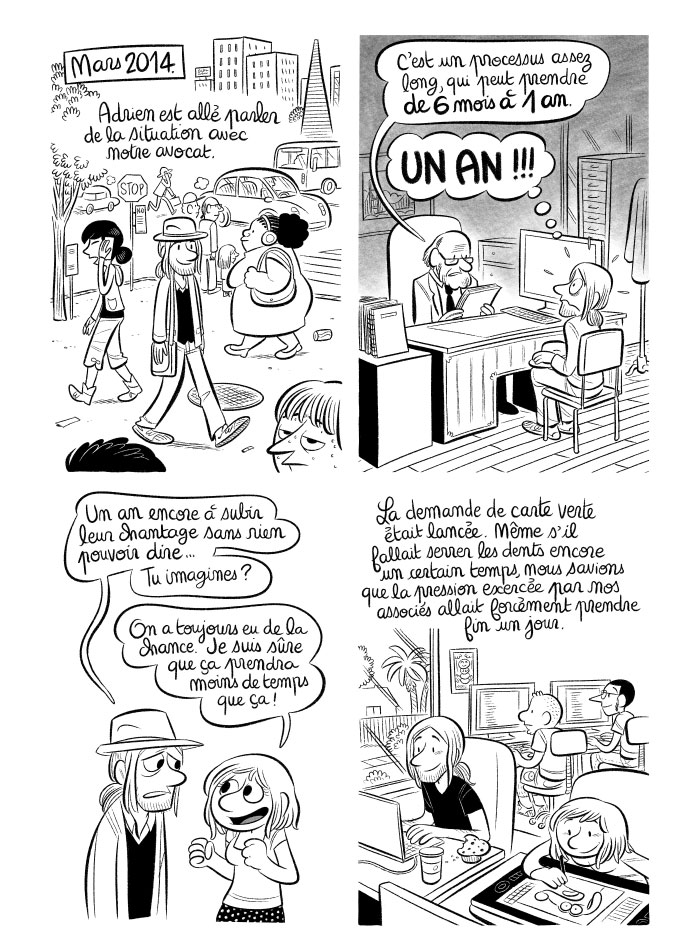 Mars 2014.
Adrien est allé parler
de la situation avec
notre avocat.
STOP
C'est un processus assez
long, qui peut prendre
de 6 mois à 1 an.
UN AN !!!
Un an encore à subir
leur chantage sans rien
pouvoir dire...
Tu imagines ?
On a toujours eu de la
chance. Je suis sûre
que ça prendra
moins de temps
que ça !
La demande de carte verte
était lancée. Même s'il
fallait serrer les dents encore
un certain temps, nous savions
que la pression exercée par nos
associés allait forcément prendre
fin un jour.